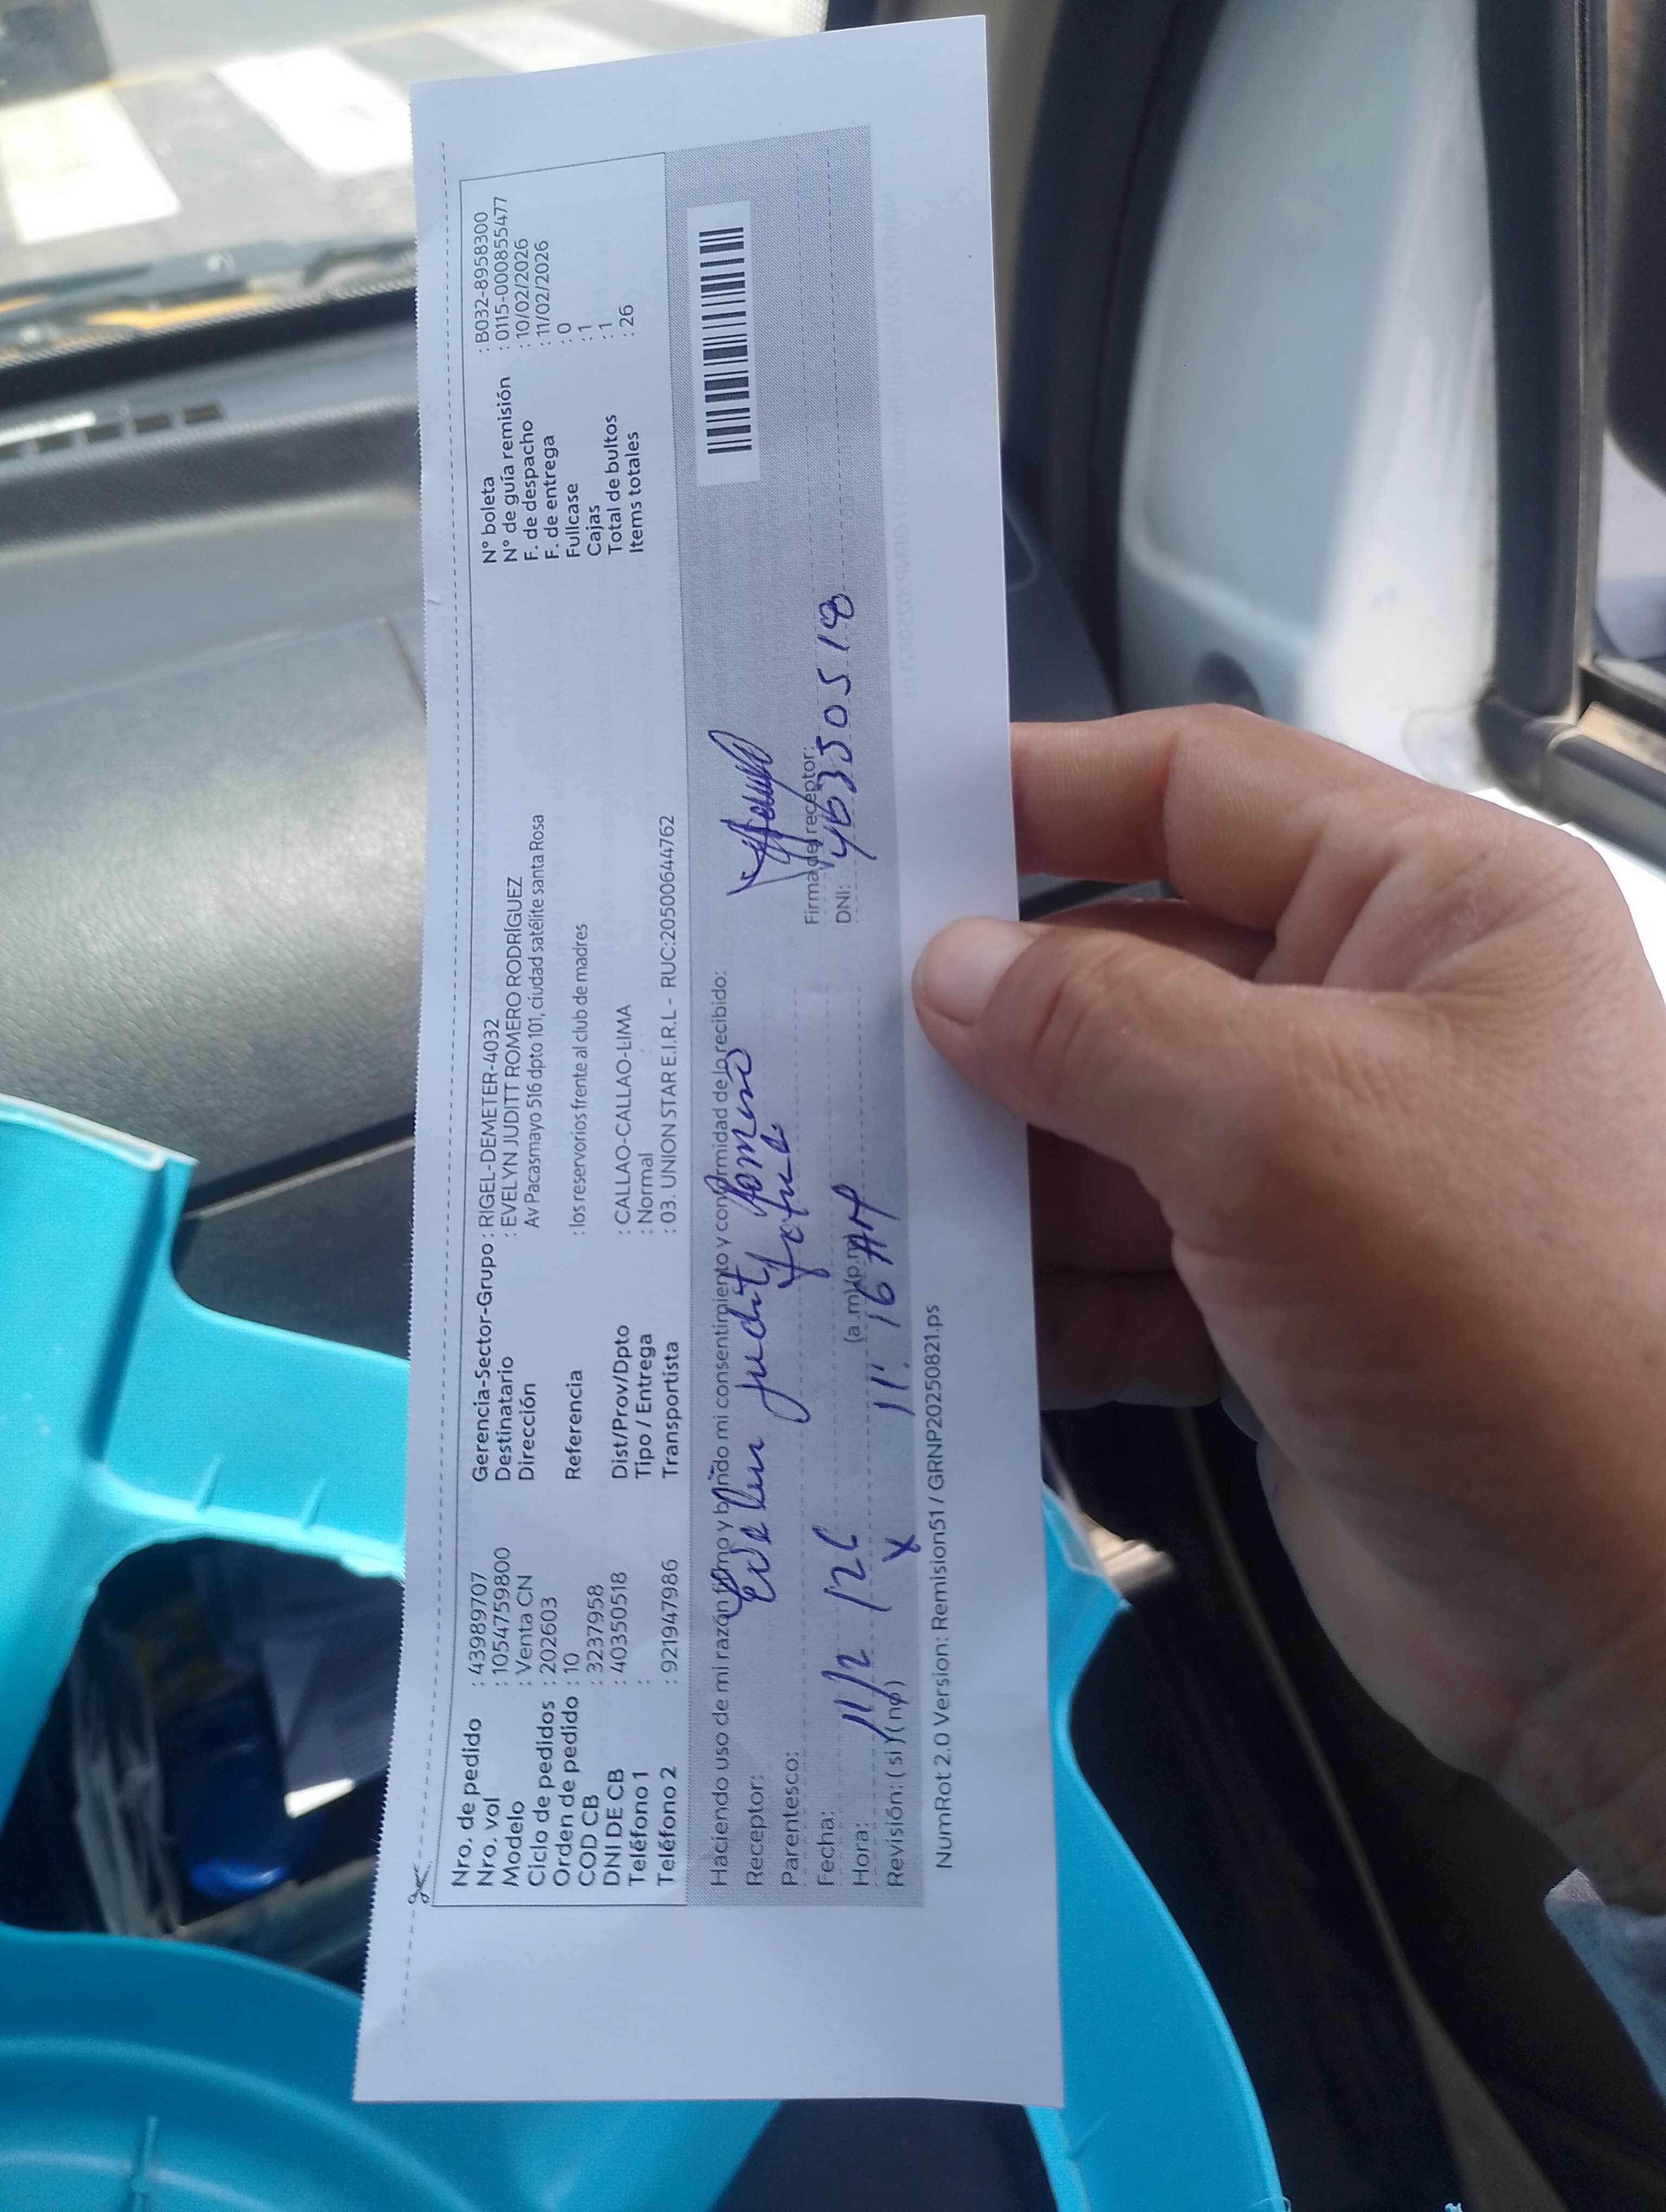 Nro. de pedido : 43989707
Nro. vol : 1054759800
Modelo : Venta CN
Ciclo de pedidos : 202603
Orden de pedido : 10
COD CB : 3237958
DNI DE CB : 40350518
Teléfono 1 :
Teléfono 2 : 921947986
Gerencia-Sector-Grupo : RIGEL-DEMETER-4032
Destinatario : EVELYN JUDITT ROMERO RODRÍGUEZ
Dirección Av Pacasmayo 516 dpto 101, ciudad satélite santa Rosa
Referencia : los reservorios frente al club de madres
Dist/Prov/Dpto : CALLAO-CALLAO-LIMA
Tipo / Entrega : Normal
Transportista : 03. UNION STAR E.I.R.L - RUC:20500644762
N° boleta : B032-8958300
N° de guía remisión : 0115-000855477
F. de despacho : 10/02/2026
F. de entrega : 11/02/2026
Fullcase : 0
Cajas : 1
Total de bultos : 1
Items totales : 26
Haciendo uso de mi razón firmo y brindo mi consentimiento y conformidad de lo recibido:
Receptor: Judit Romero
Parentesco:
Fecha: 11/2/26
Hora: 11:16 AM (a.m)(p.m)
Revisión: ( si ) ( no ) X
Firma del receptor:
DNI: 40350518
NumRot 2.0 Version: Remision51 / GRNP20250821.ps